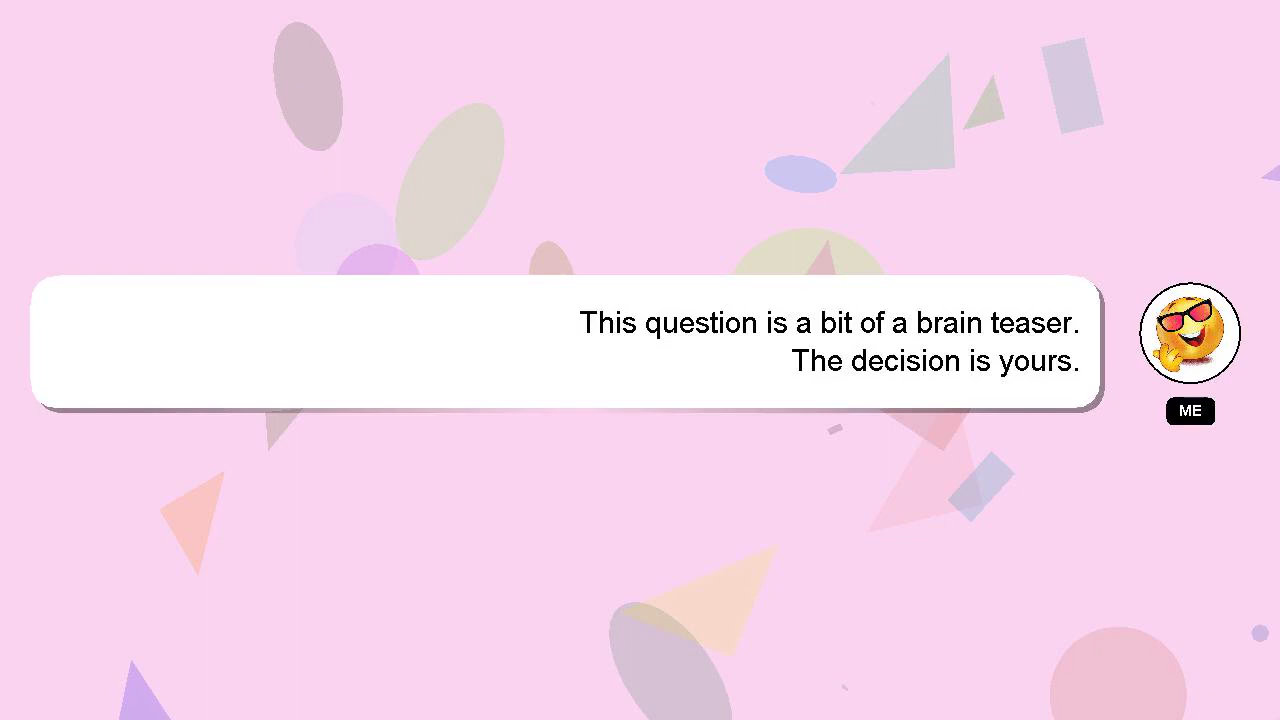 This question is a bit of a brain teaser.
The decision is yours.
ME